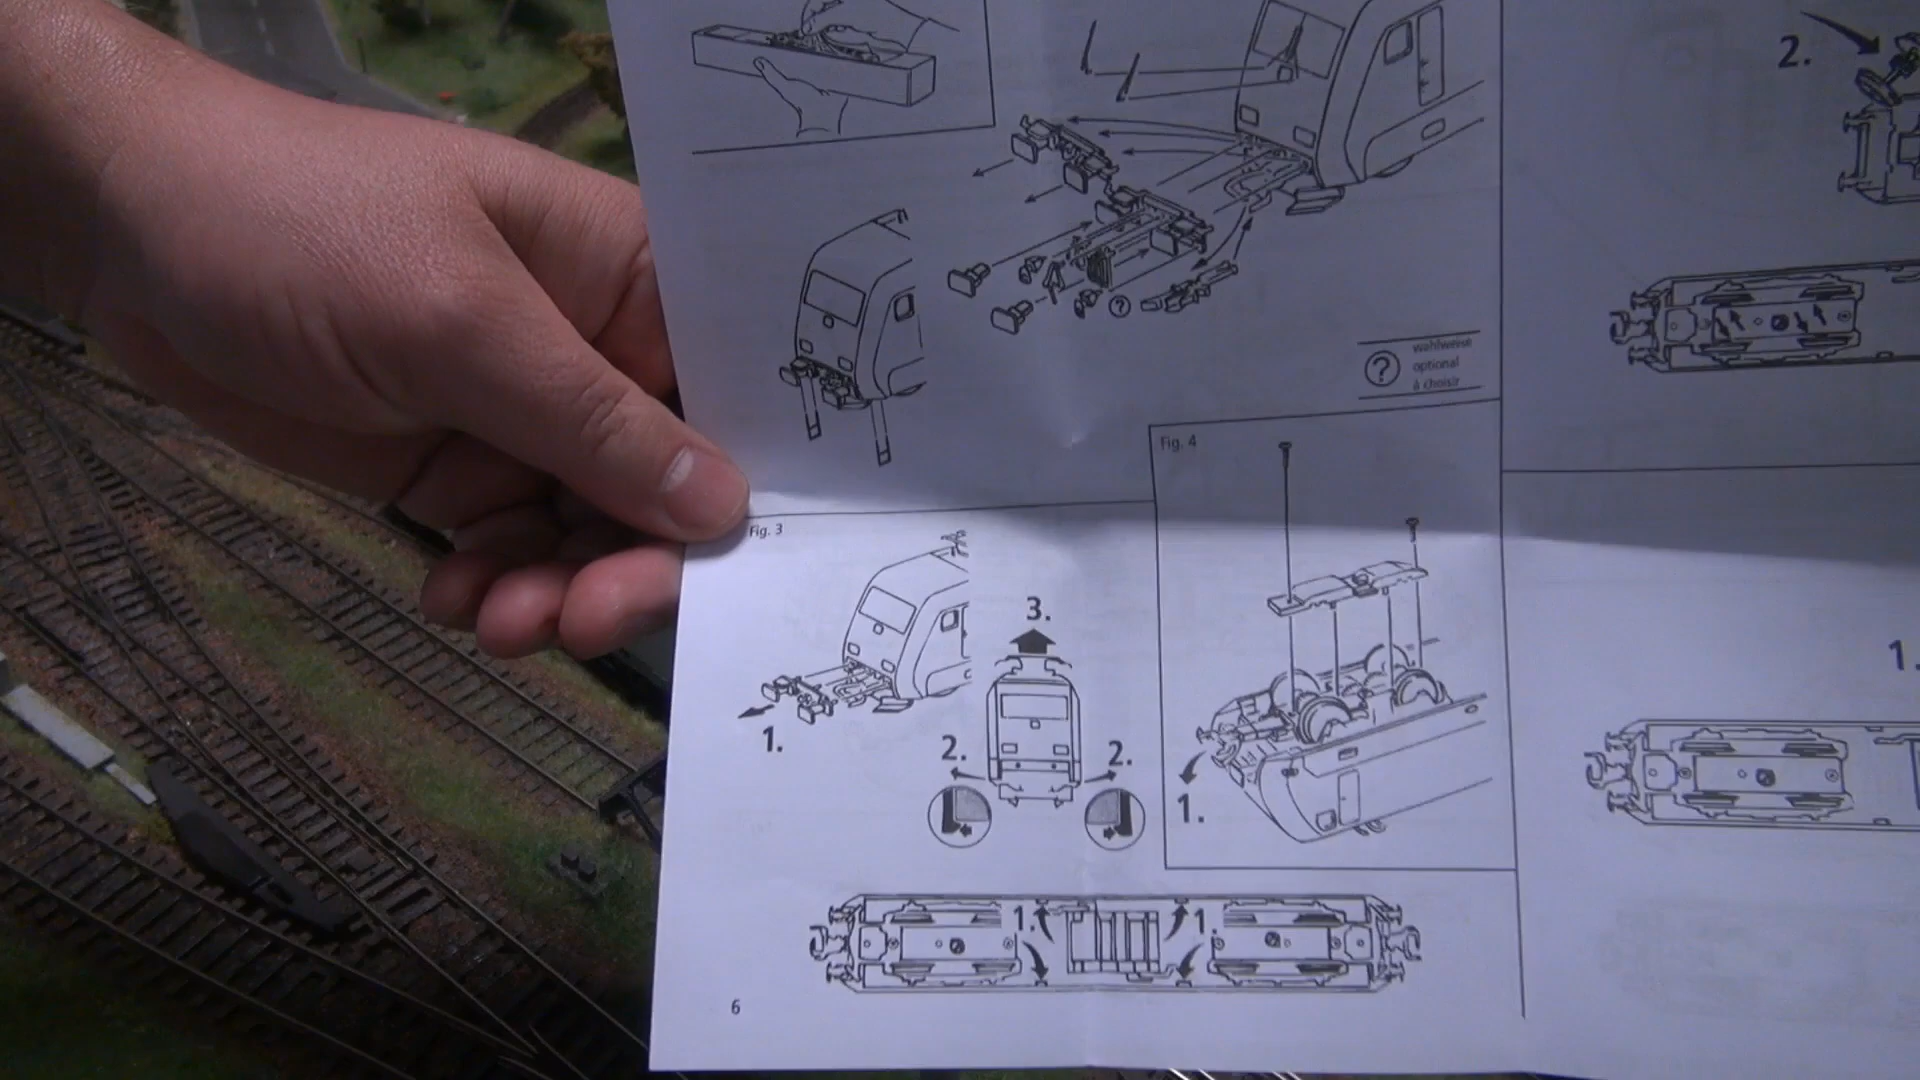 2.
?
?
wahlweise
optional
à choisir
Fig. 4
Fig. 3
3.
1.
2.
2.
1.
1.
1.
1.
6